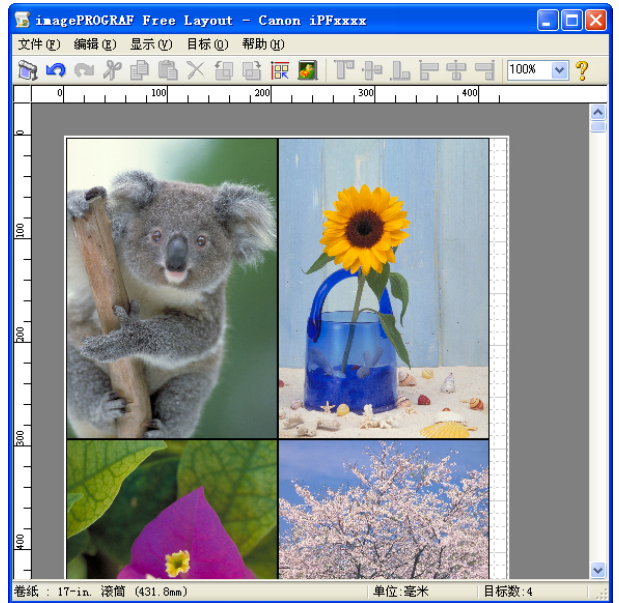 imagePROGRAF Free Layout - Canon iPFxxxx
文件(F) 编辑(E) 显示(V) 目标(O) 帮助(H)
100%
0 100 200 300 400
0
100
200
300
400
卷纸 : 17-in. 滚筒 (431.8mm) 单位:毫米 目标数:4